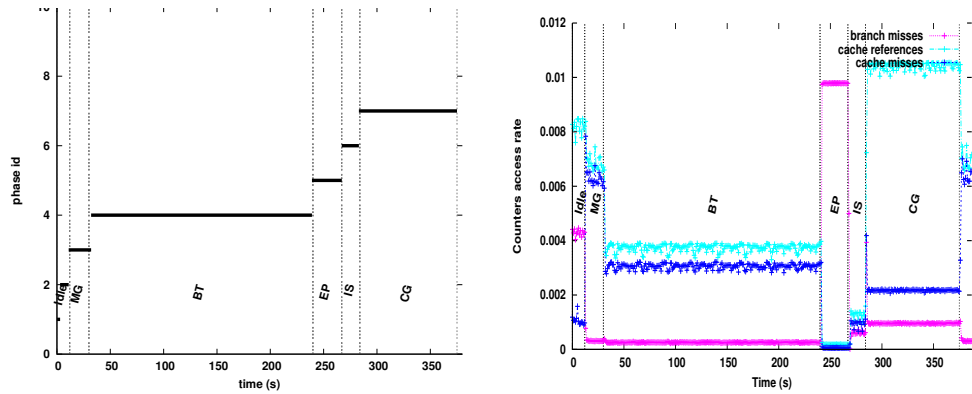 10
8
6
4
2
0
phase id
Idle
MG
BT
EP
IS
CG
0 50 100 150 200 250 300 350
time (s)
0.012
0.01
0.008
0.006
0.004
0.002
0
Counters access rate
branch misses
cache references
cache misses
Idle
MG
BT
EP
IS
CG
0 50 100 150 200 250 300 350
Time (s)